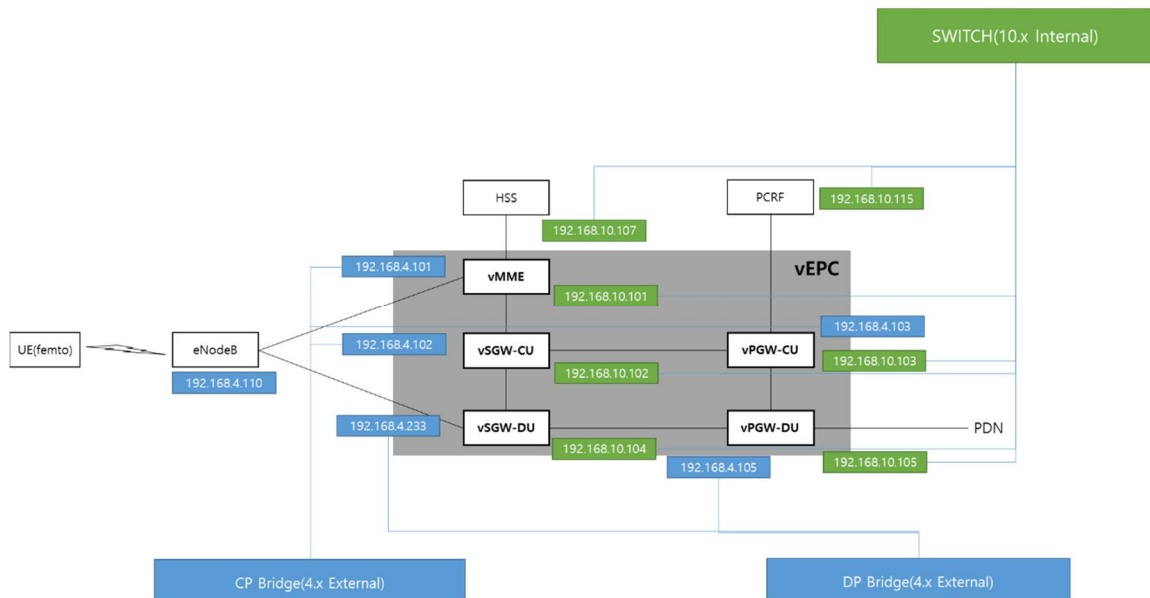 SWITCH(10.x Internal)
HSS
PCRF
192.168.10.115
192.168.10.107
192.168.4.101
vMME
vEPC
192.168.10.101
192.168.4.103
UE(femto)
eNodeB
192.168.4.102
vSGW-CU
vPGW-CU
192.168.10.103
192.168.10.102
192.168.4.110
192.168.4.233
vSGW-DU
vPGW-DU
PDN
192.168.10.104
192.168.4.105
192.168.10.105
CP Bridge(4.x External)
DP Bridge(4.x External)